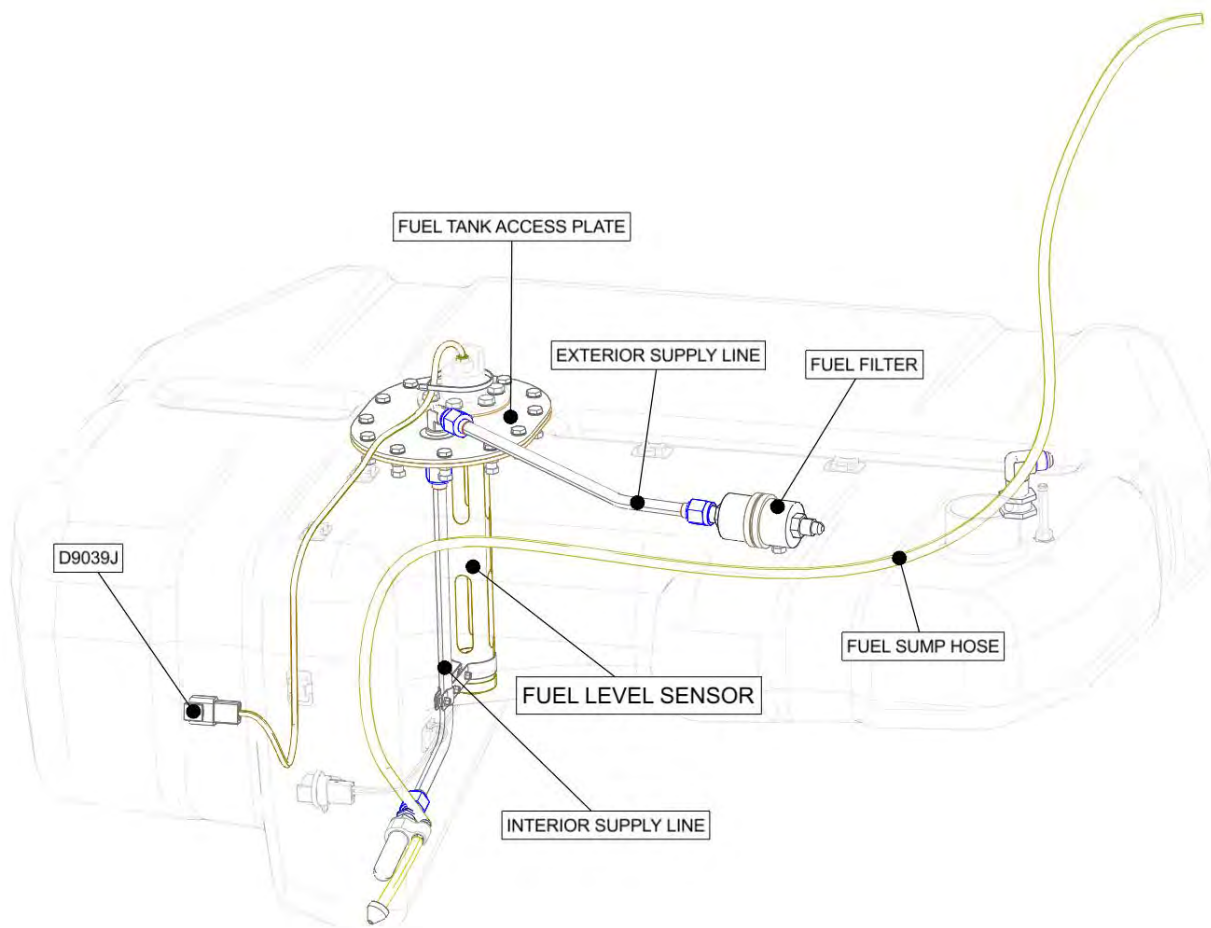 FUEL TANK ACCESS PLATE
EXTERIOR SUPPLY LINE
FUEL FILTER
D9039J
FUEL SUMP HOSE
FUEL LEVEL SENSOR
INTERIOR SUPPLY LINE